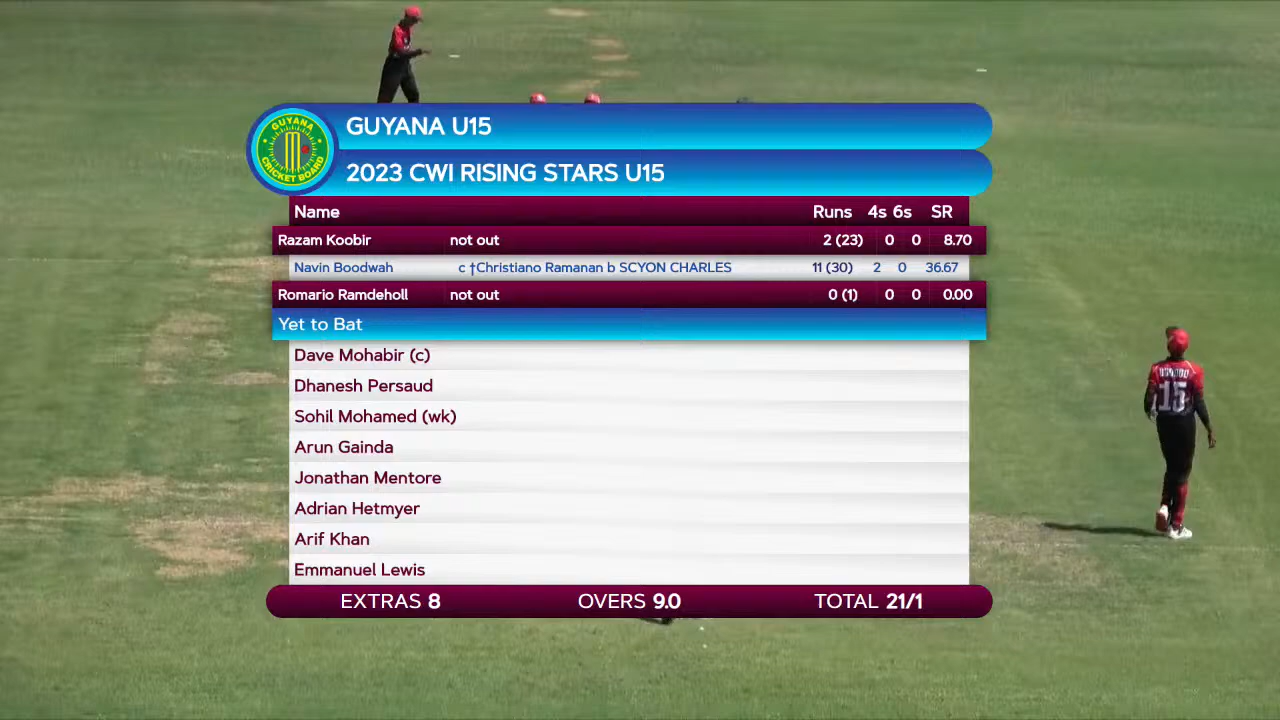 GUYANA
CRICKET BOARD
GUYANA U15
2023 CWI RISING STARS U15
Name Runs 4s 6s SR
Razam Koobir not out 2 (23) 0 0 8.70
Navin Boodwah c †Christiano Ramanan b SCYON CHARLES 11 (30) 2 0 36.67
Romario Ramdeholl not out 0 (1) 0 0 0.00
Yet to Bat
Dave Mohabir (c)
Dhanesh Persaud
Sohil Mohamed (wk)
Arun Gainda
Jonathan Mentore
Adrian Hetmyer
Arif Khan
Emmanuel Lewis
EXTRAS 8 OVERS 9.0 TOTAL 21/1
15